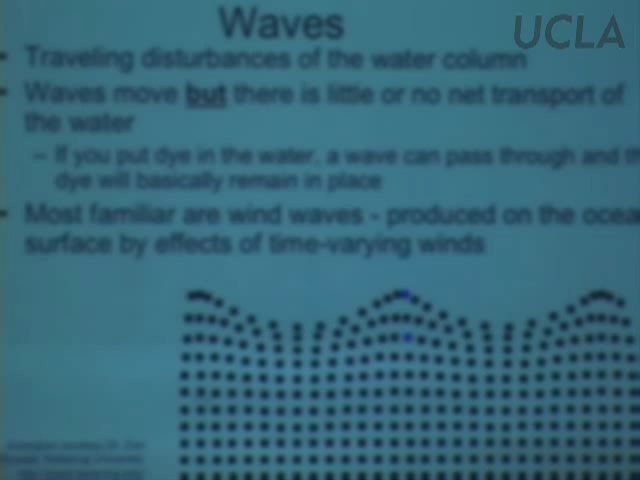 Waves
UCLA
Traveling disturbances of the water column
Waves move but there is little or no net transport of
the water
– If you put dye in the water, a wave can pass through and th
dye will basically remain in place
Most familiar are wind waves - produced on the ocea
surface by effects of time-varying winds